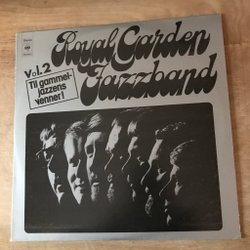 Royal Garden
Jazzband
Vol.2
Til gammel-
jazzens
venner!